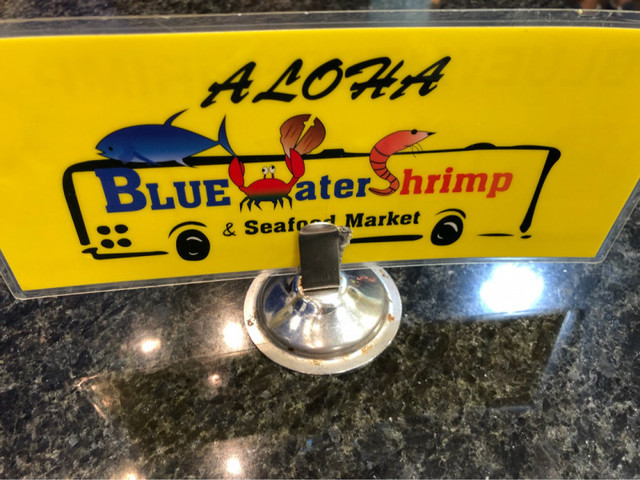 ALOHA
BLUE Water Shrimp
& Seafood Market